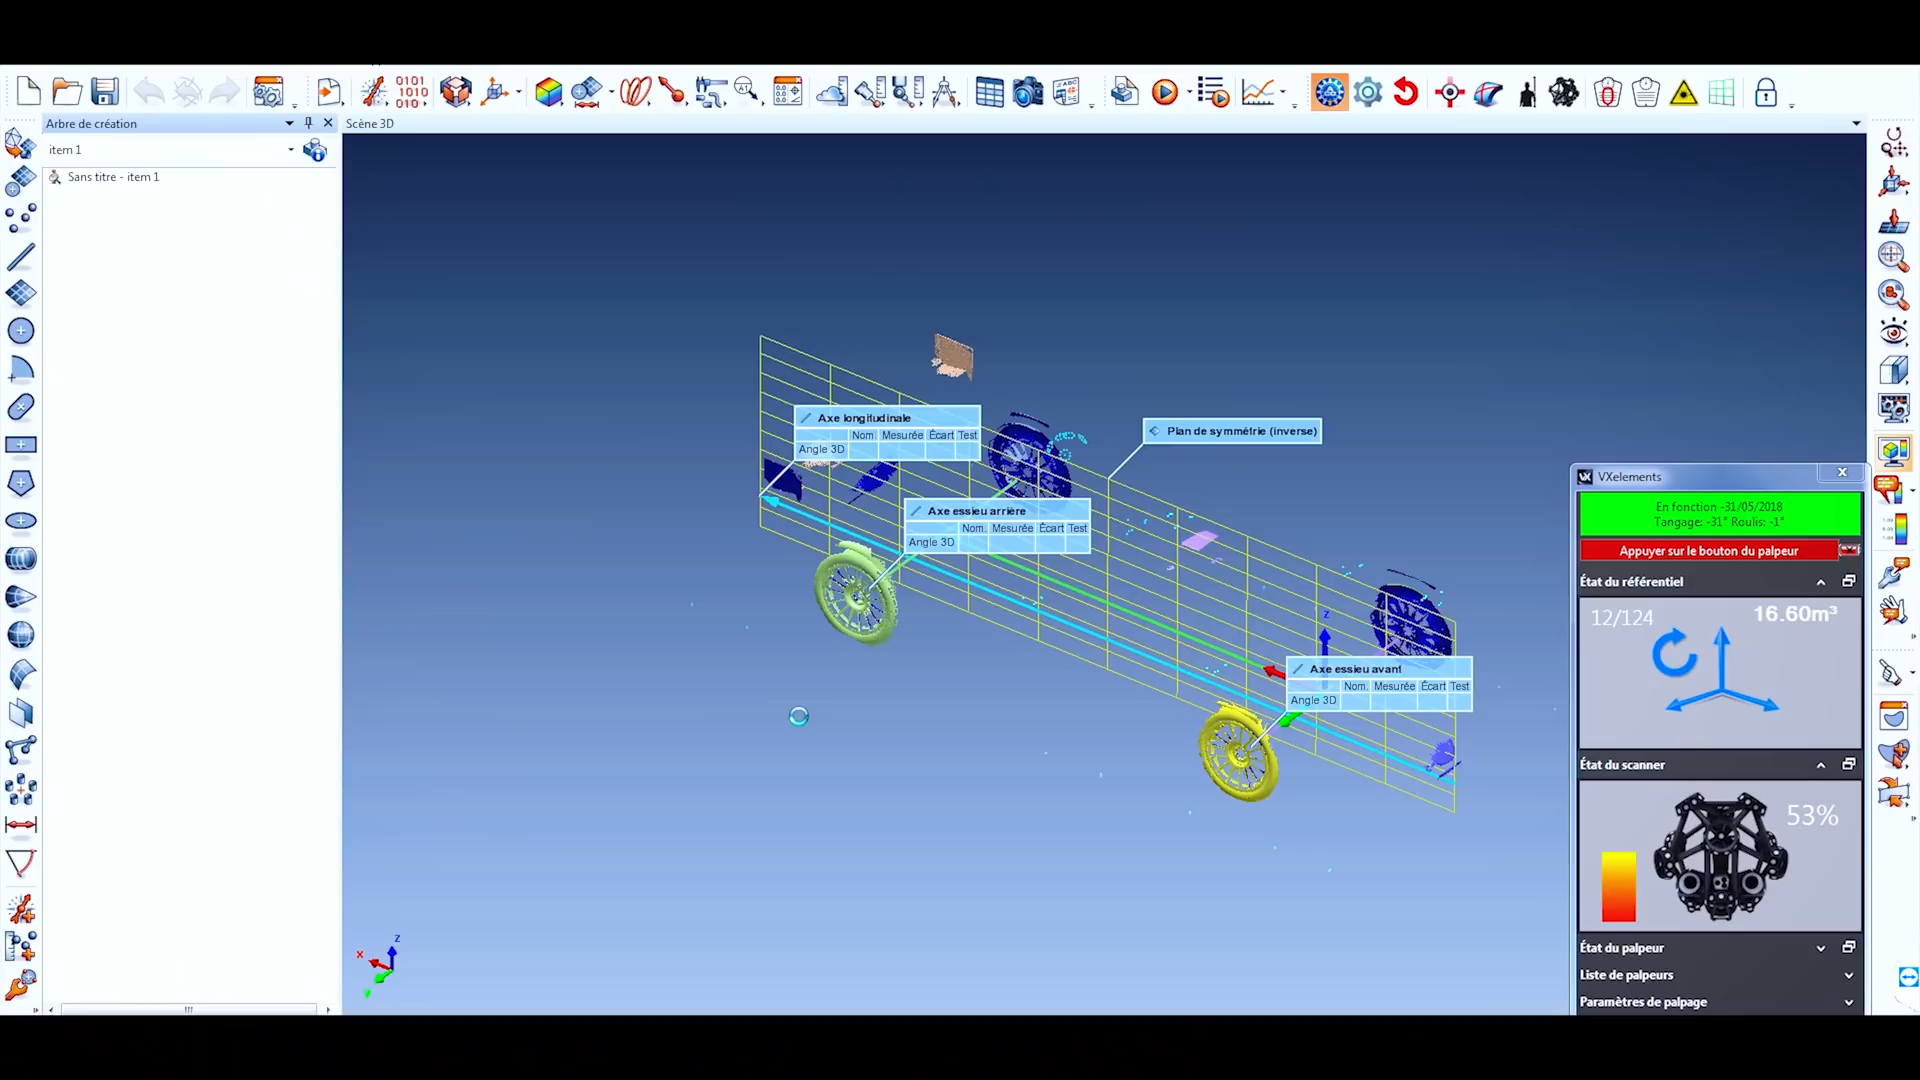 0101
1010
010
Arbre de création
Scène 3D
item 1
Sans titre - item 1
Axe longitudinale
Nom Mesurée Écart Test
Angle 3D
Plan de symmétrie (inverse)
Axe essieu arrière
Nom. Mesurée Écart Test
Angle 3D
Axe essieu avant
Nom. Mesurée Écart Test
Angle 3D
z
x
Y
z
VXelements
En fonction -31/05/2018
Tangage: -31° Roulis: -1°
Appuyer sur le bouton du palpeur
État du référentiel
12/124
16.60m³
État du scanner
53%
État du palpeur
Liste de palpeurs
Paramètres de palpage